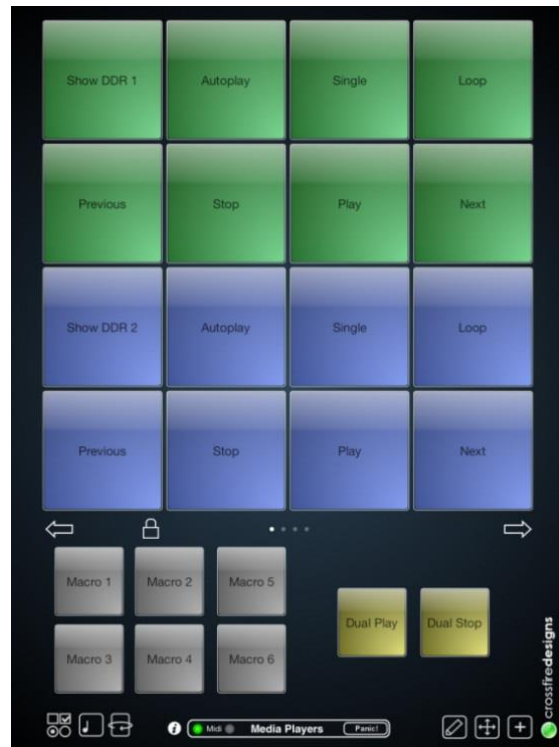 Show DDR 1 Autoplay Single Loop
Previous Stop Play Next
Show DDR 2 Autoplay Single Loop
Previous Stop Play Next
Macro 1 Macro 2 Macro 5
Dual Play Dual Stop
Macro 3 Macro 4 Macro 6
i Midi Media Players Panic!
crossfiredesigns